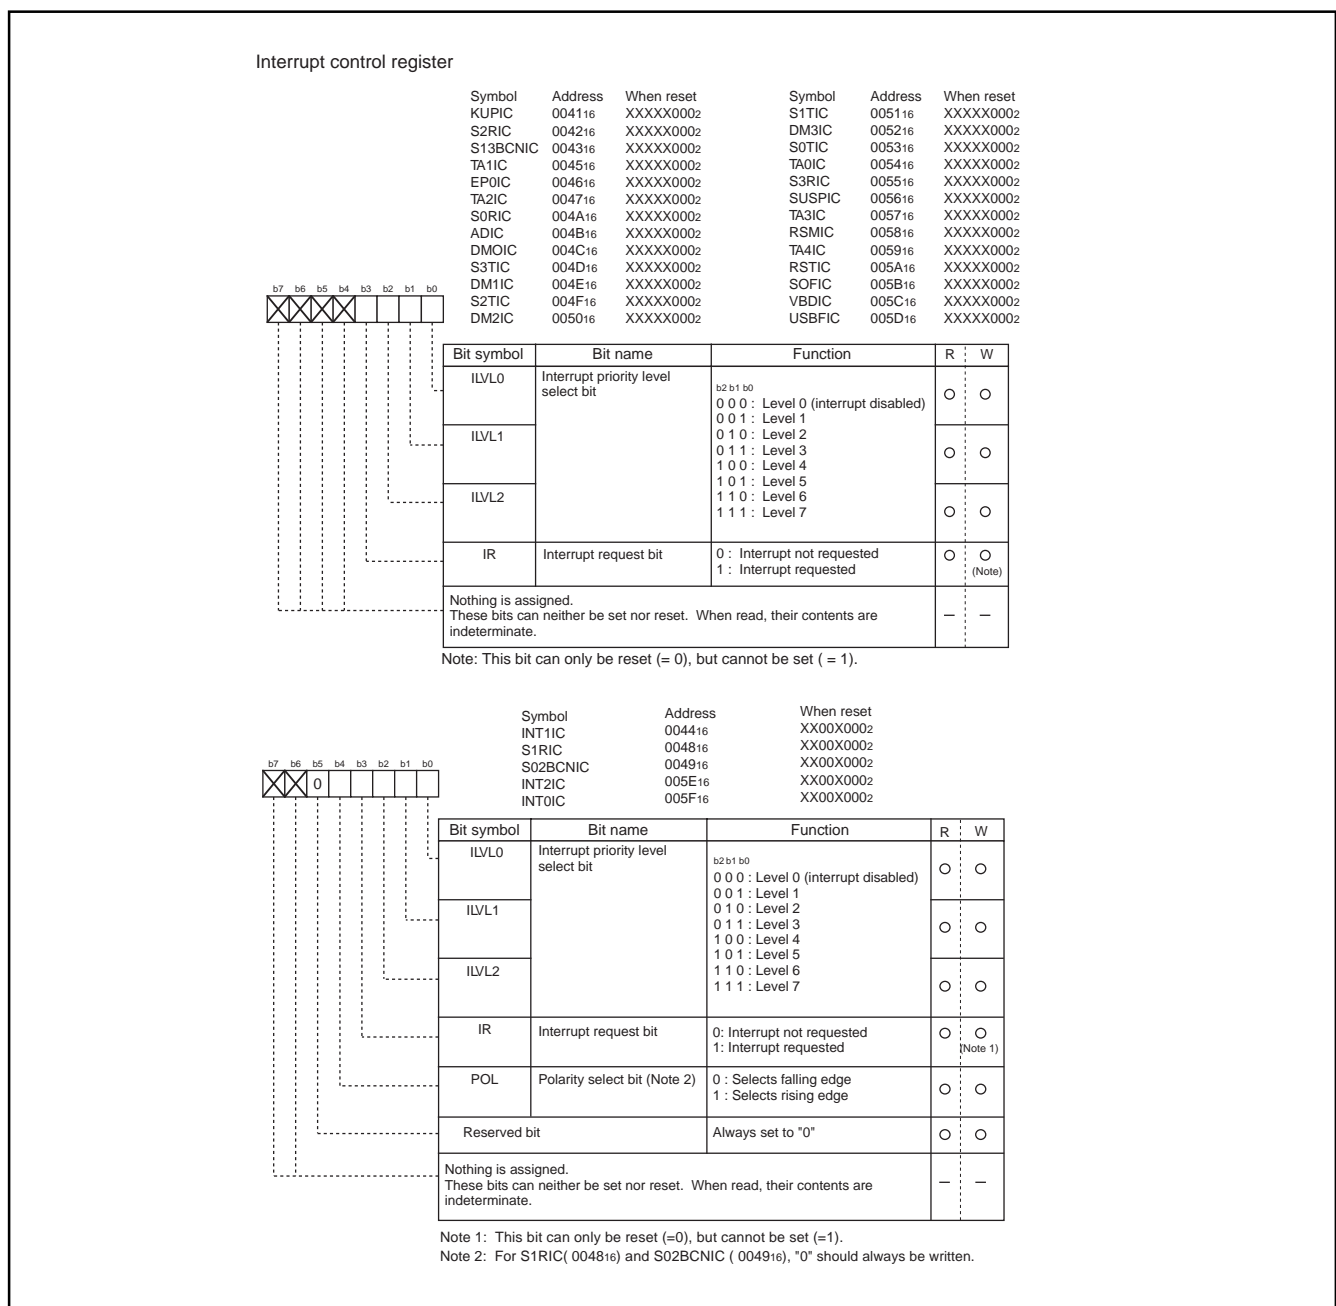 Interrupt control register
Symbol Address When reset Symbol Address When reset
KUPIC 004116 XXXXX0002 S1TIC 005116 XXXXX0002
S2RIC 004216 XXXXX0002 DM3IC 005216 XXXXX0002
S13BCNIC 004316 XXXXX0002 S0TIC 005316 XXXXX0002
TA1IC 004516 XXXXX0002 TA0IC 005416 XXXXX0002
EP0IC 004616 XXXXX0002 S3RIC 005516 XXXXX0002
TA2IC 004716 XXXXX0002 SUSPIC 005616 XXXXX0002
S0RIC 004A16 XXXXX0002 TA3IC 005716 XXXXX0002
ADIC 004B16 XXXXX0002 RSMIC 005816 XXXXX0002
DMOIC 004C16 XXXXX0002 TA4IC 005916 XXXXX0002
S3TIC 004D16 XXXXX0002 RSTIC 005A16 XXXXX0002
DM1IC 004E16 XXXXX0002 SOFIC 005B16 XXXXX0002
S2TIC 004F16 XXXXX0002 VBDIC 005C16 XXXXX0002
DM2IC 005016 XXXXX0002 USBFIC 005D16 XXXXX0002
b7 b6 b5 b4 b3 b2 b1 b0
Bit symbol Bit name Function R W
ILVL0 Interrupt priority level
select bit
b2 b1 b0
0 0 0 : Level 0 (interrupt disabled)
0 0 1 : Level 1
ILVL1 0 1 0 : Level 2
0 1 1 : Level 3
1 0 0 : Level 4
1 0 1 : Level 5
ILVL2 1 1 0 : Level 6
1 1 1 : Level 7
IR Interrupt request bit 0 : Interrupt not requested
1 : Interrupt requested (Note)
Nothing is assigned.
These bits can neither be set nor reset. When read, their contents are
indeterminate.
Note: This bit can only be reset (= 0), but cannot be set ( = 1).
Symbol Address When reset
INT1IC 004416 XX00X0002
S1RIC 004816 XX00X0002
S02BCNIC 004916 XX00X0002
INT2IC 005E16 XX00X0002
INT0IC 005F16 XX00X0002
b7 b6 b5 b4 b3 b2 b1 b0
0
Bit symbol Bit name Function R W
ILVL0 Interrupt priority level
select bit
b2 b1 b0
0 0 0 : Level 0 (interrupt disabled)
0 0 1 : Level 1
ILVL1 0 1 0 : Level 2
0 1 1 : Level 3
1 0 0 : Level 4
1 0 1 : Level 5
ILVL2 1 1 0 : Level 6
1 1 1 : Level 7
IR Interrupt request bit 0: Interrupt not requested
1: Interrupt requested (Note 1)
POL Polarity select bit (Note 2) 0 : Selects falling edge
1 : Selects rising edge
Reserved bit Always set to "0"
Nothing is assigned.
These bits can neither be set nor reset. When read, their contents are
indeterminate.
Note 1: This bit can only be reset (=0), but cannot be set (=1).
Note 2: For S1RIC( 004816) and S02BCNIC ( 004916), "0" should always be written.